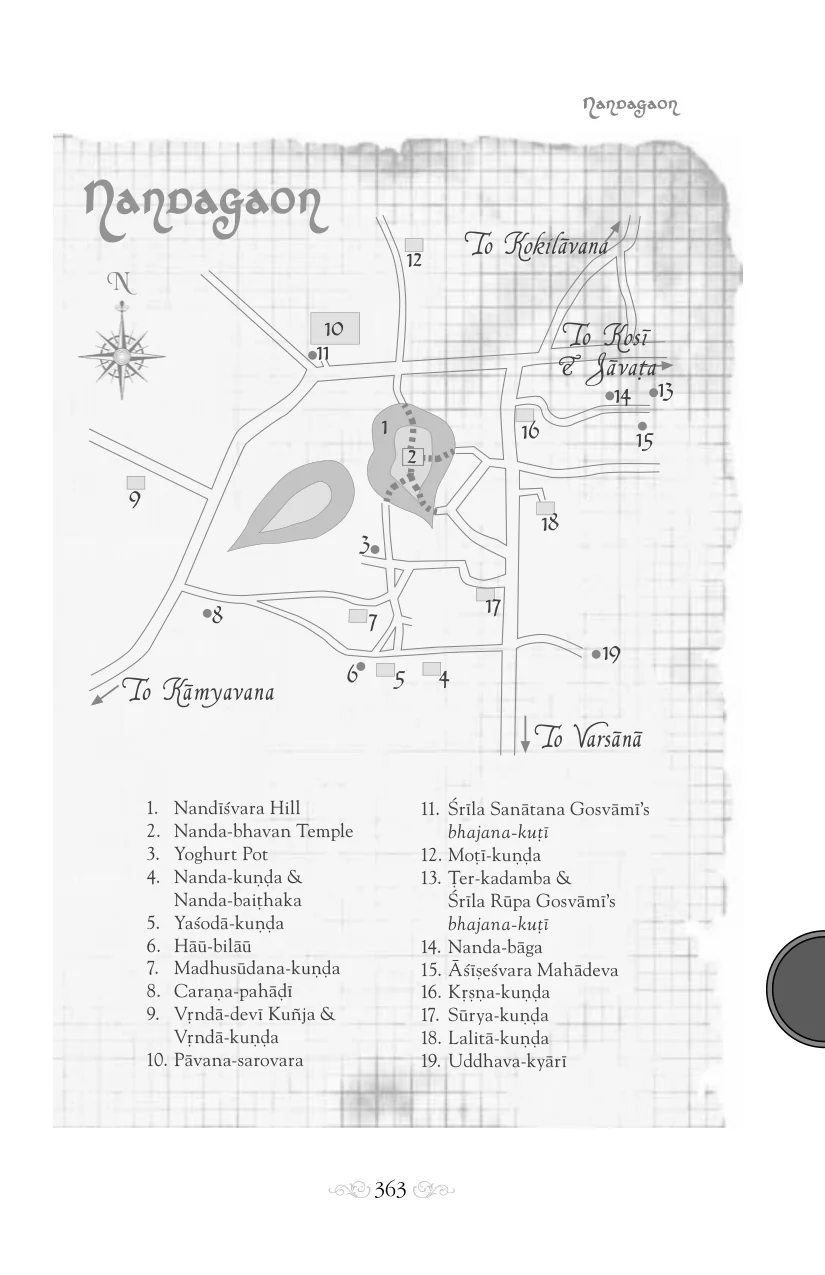 Nandagaon
Nandagaon
N
12
To Kokilāvana
10
11
To Kosī
& Jāvaṭa
14
13
1
16
15
2
9
18
3
17
8
7
19
6
5
4
To Kāmyavana
To Varsānā
1. Nandīśvara Hill
2. Nanda-bhavan Temple
3. Yoghurt Pot
4. Nanda-kuṇḍa &
Nanda-baiṭhaka
5. Yaśodā-kuṇḍa
6. Hāū-bilāū
7. Madhusūdana-kuṇḍa
8. Caraṇa-pahāḍī
9. Vṛndā-devī Kuñja &
Vṛndā-kuṇḍa
10. Pāvana-sarovara
11. Śrīla Sanātana Gosvāmī’s
bhajana-kuṭī
12. Moṭī-kuṇḍa
13. Ṭer-kadamba &
Śrīla Rūpa Gosvāmī’s
bhajana-kuṭī
14. Nanda-bāga
15. Āśīṣeśvara Mahādeva
16. Kṛṣṇa-kuṇḍa
17. Sūrya-kuṇḍa
18. Lalitā-kuṇḍa
19. Uddhava-kyārī
363